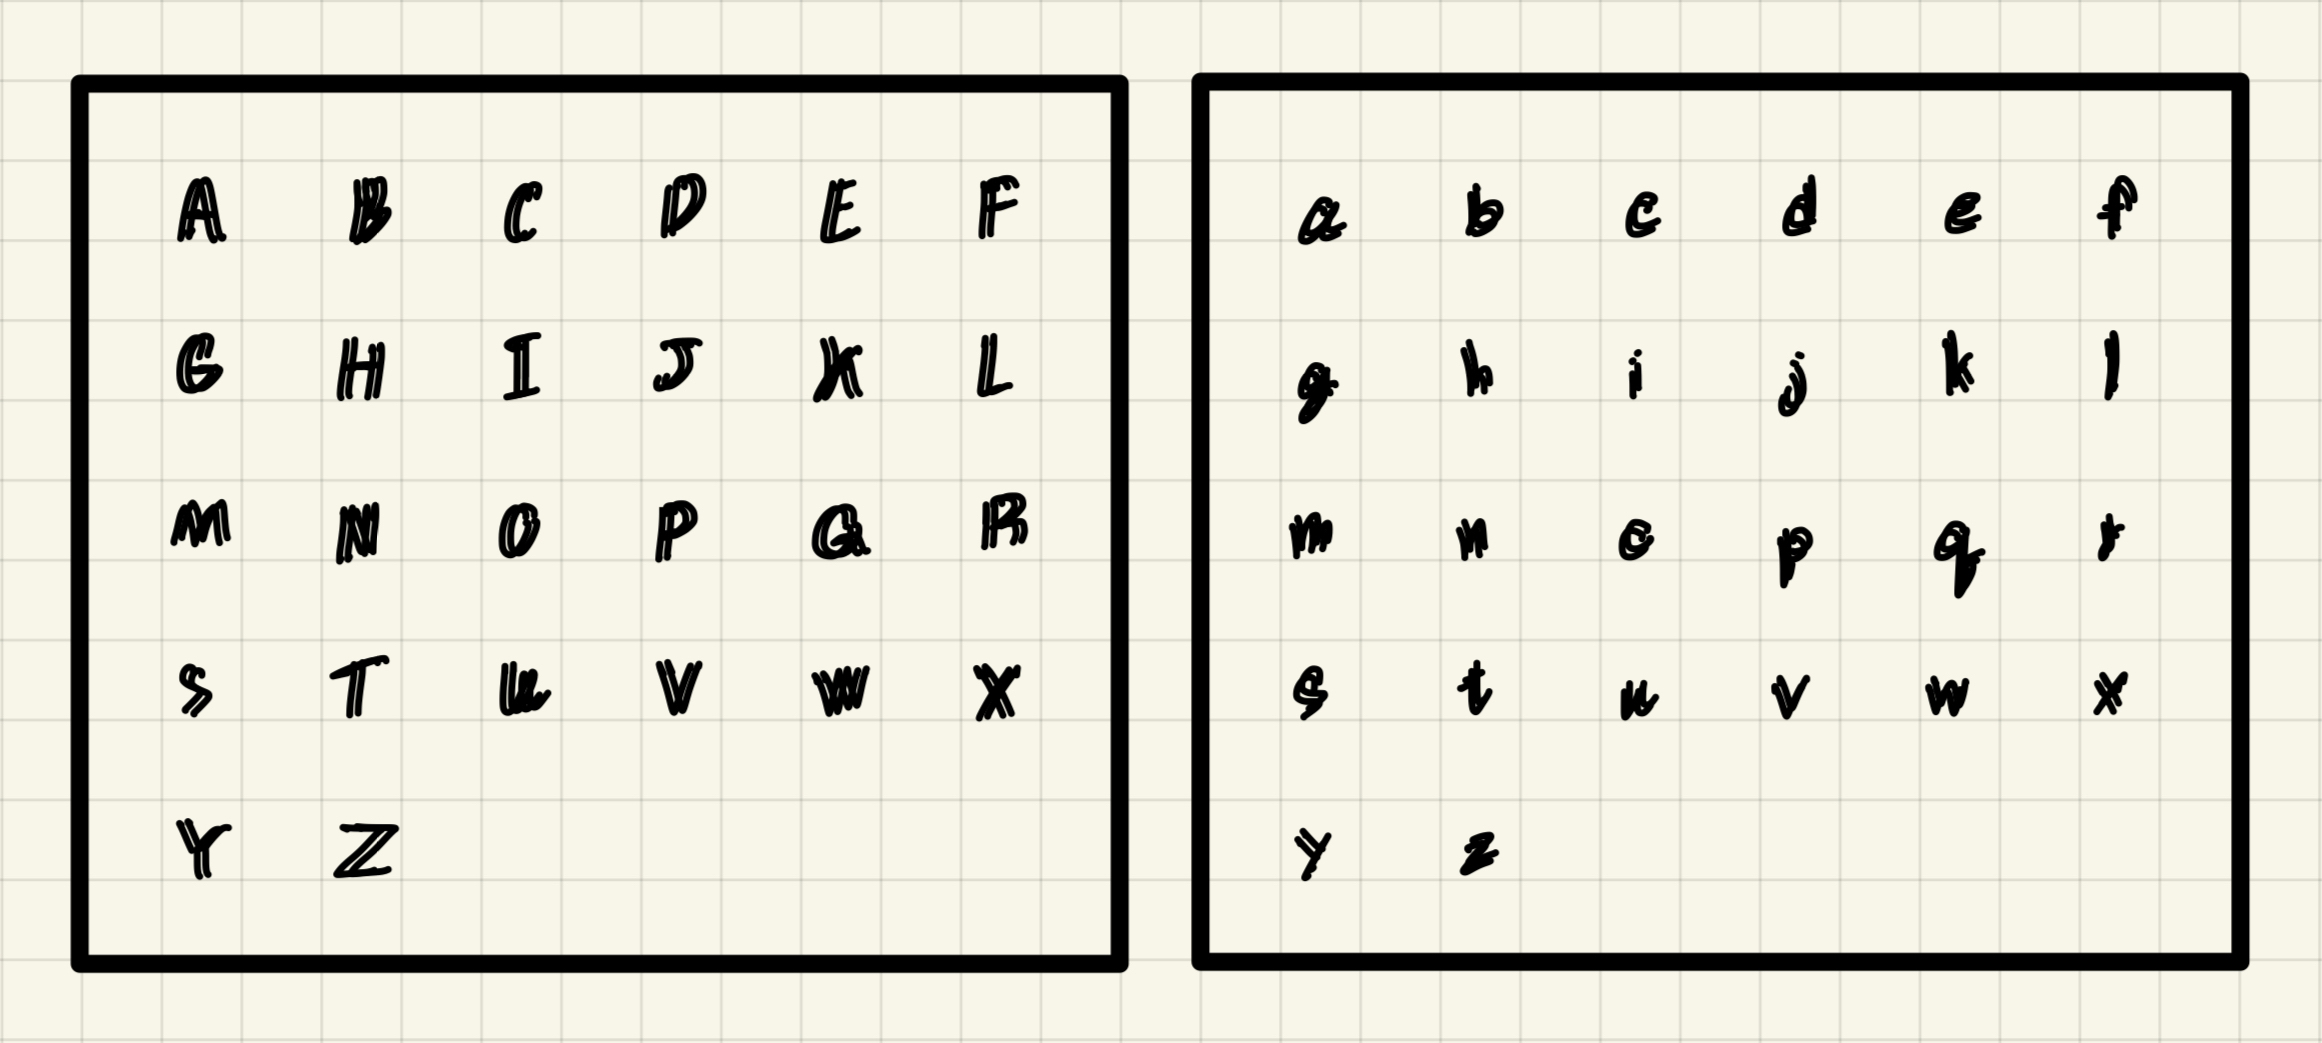 A B C D E F
G H I J K L
M N O P Q R
S T U V W X
Y Z
a b c d e f
g h i j k l
m n o p q r
s t u v w x
y z